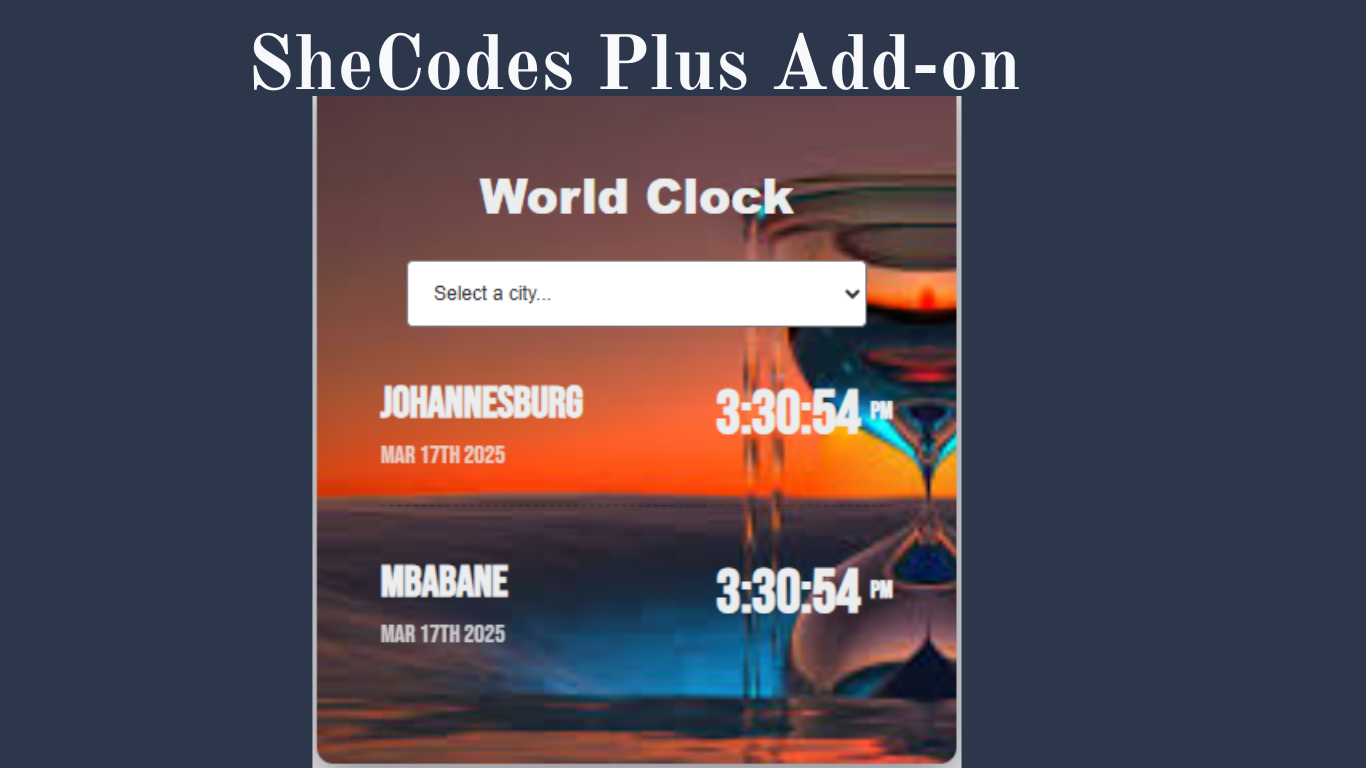 SheCodes Plus Add-on
World Clock
Select a city...
JOHANNESBURG
3:30:54 PM
MAR 17TH 2025
MBABANE
3:30:54 PM
MAR 17TH 2025